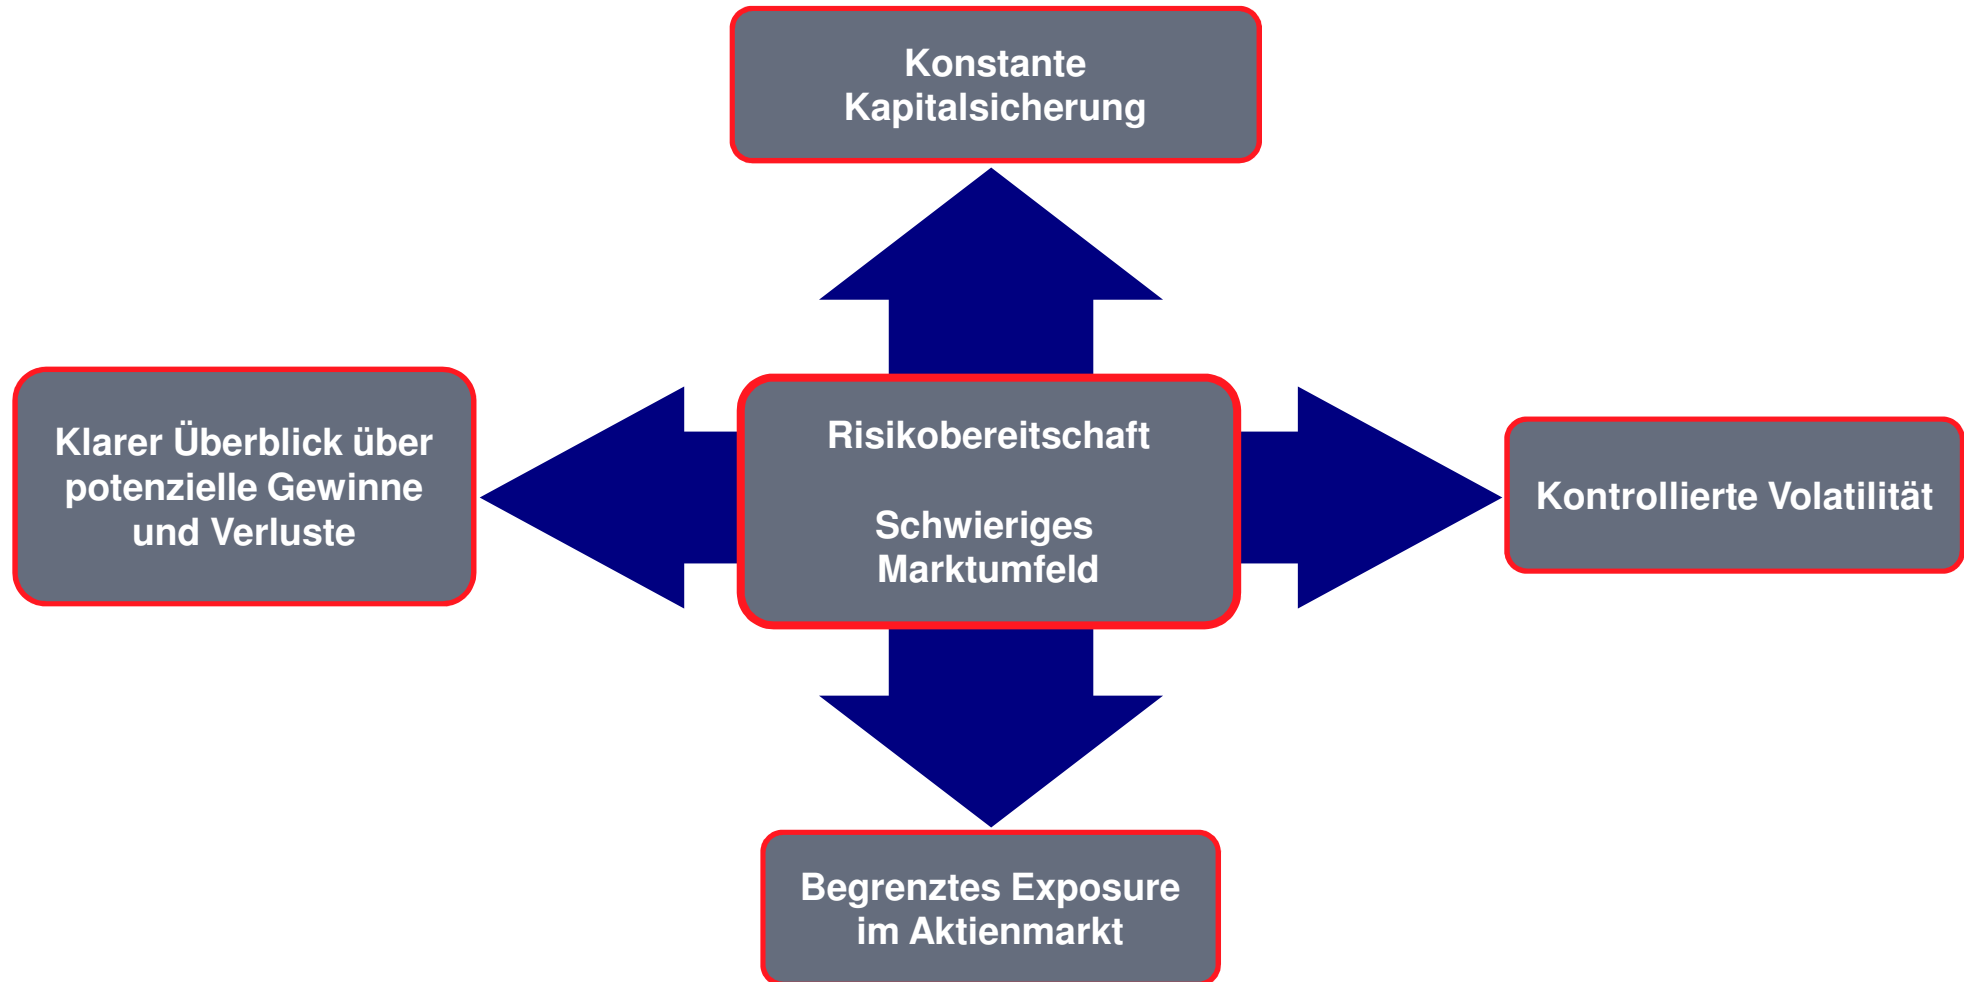 Konstante
Kapitalsicherung
Klarer Überblick über
potenzielle Gewinne
und Verluste
Risikobereitschaft
Schwieriges
Marktumfeld
Kontrollierte Volatilität
Begrenztes Exposure
im Aktienmarkt